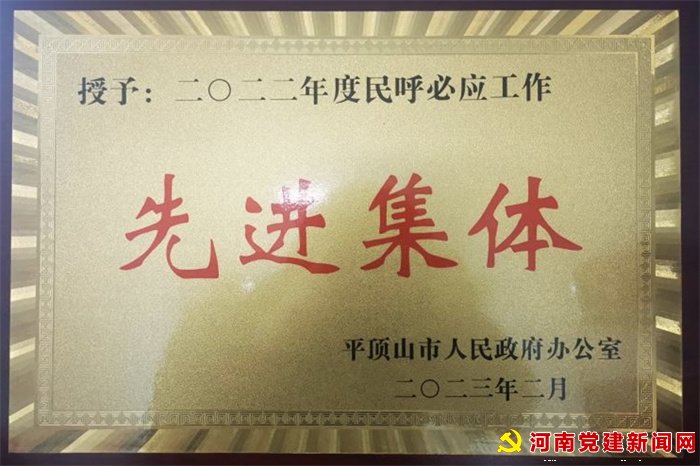 授予：二〇二二年度民呼必应工作
先进集体
平顶山市人民政府办公室
二〇二三年二月
河南党建新闻网